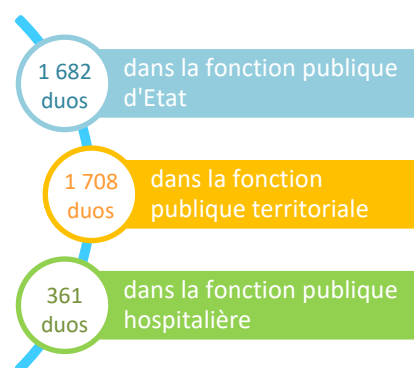 1 682
duos
dans la fonction publique
d'Etat
1 708
duos
dans la fonction
publique territoriale
361
duos
dans la fonction publique
hospitalière